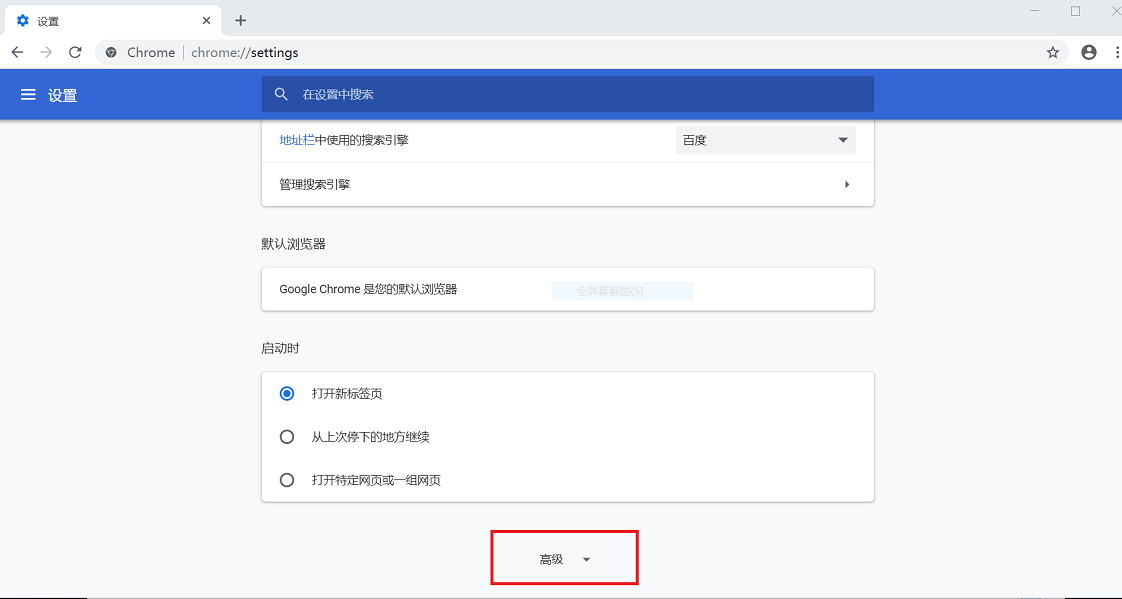 设置
Chrome
chrome://settings
设置
在设置中搜索
地址栏中使用的搜索引擎
百度
管理搜索引擎
默认浏览器
Google Chrome 是您的默认浏览器
全屏幕截图(S)
启动时
打开新标签页
从上次停下的地方继续
打开特定网页或一组网页
高级